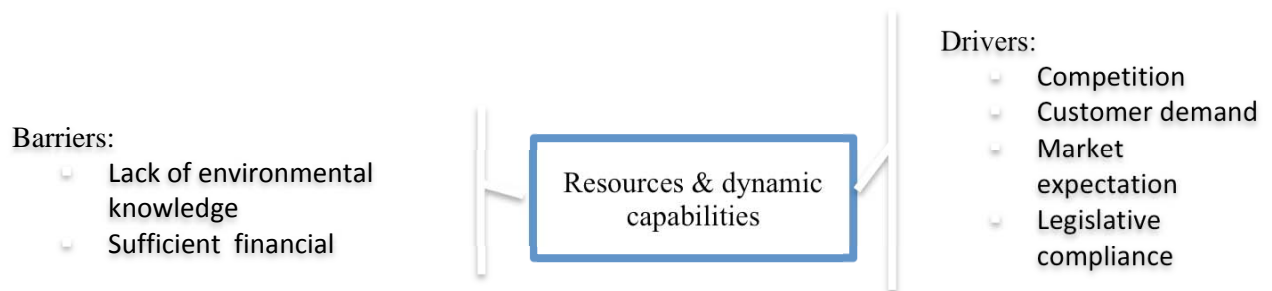 Barriers:
Lack of environmental
knowledge
Sufficient financial
Resources & dynamic
capabilities
Drivers:
Competition
Customer demand
Market
expectation
Legislative
compliance